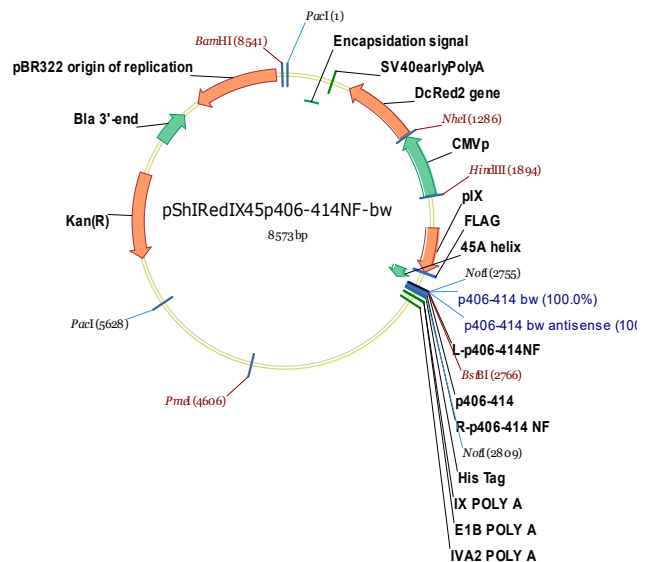 PacI (1)
BamHI (8541)
Encapsidation signal
SV40earlyPolyA
pBR322 origin of replication
DcRed2 gene
Bla 3'-end
NheI (1286)
CMVp
HindIII (1894)
pShIRedIX45p406-414NF-bw
8573 bp
pIX
Kan(R)
FLAG
45A helix
NotI (2755)
p406-414 bw (100.0%)
PacI (5628)
p406-414 bw antisense (100
L-p406-414NF
BstBI (2766)
PmeI (4606)
p406-414
R-p406-414 NF
NotI (2809)
His Tag
IX POLY A
E1B POLY A
IVA2 POLY A